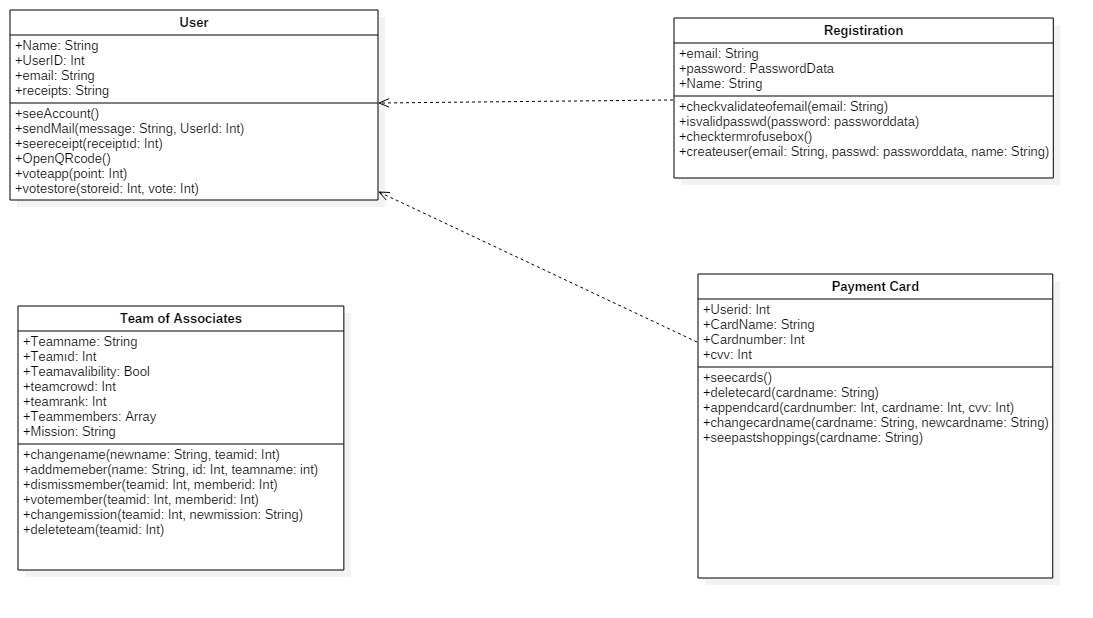 User
+Name: String
+UserID: Int
+email: String
+receipts: String
+seeAccount()
+sendMail(message: String, UserId: Int)
+seereceipt(receiptıd: Int)
+OpenQRcode()
+voteapp(point: Int)
+votestore(storeid: Int, vote: Int)
Registiration
+email: String
+password: PasswordData
+Name: String
+checkvalidateofemail(email: String)
+isvalidpasswd(password: passworddata)
+checktermrofusebox()
+createuser(email: String, passwd: passworddata, name: String)
Team of Associates
+Teamname: String
+Teamıd: Int
+Teamavalibility: Bool
+teamcrowd: Int
+teamrank: Int
+Teammembers: Array
+Mission: String
+changename(newname: String, teamid: Int)
+addmemeber(name: String, id: Int, teamname: int)
+dismissmember(teamid: Int, memberid: Int)
+votemember(teamid: Int, memberid: Int)
+changemission(teamid: Int, newmission: String)
+deleteteam(teamid: Int)
Payment Card
+Userid: Int
+CardName: String
+Cardnumber: Int
+cvv: Int
+seecards()
+deletecard(cardname: String)
+appendcard(cardnumber: Int, cardname: Int, cvv: Int)
+changecardname(cardname: String, newcardname: String)
+seepastshoppings(cardname: String)